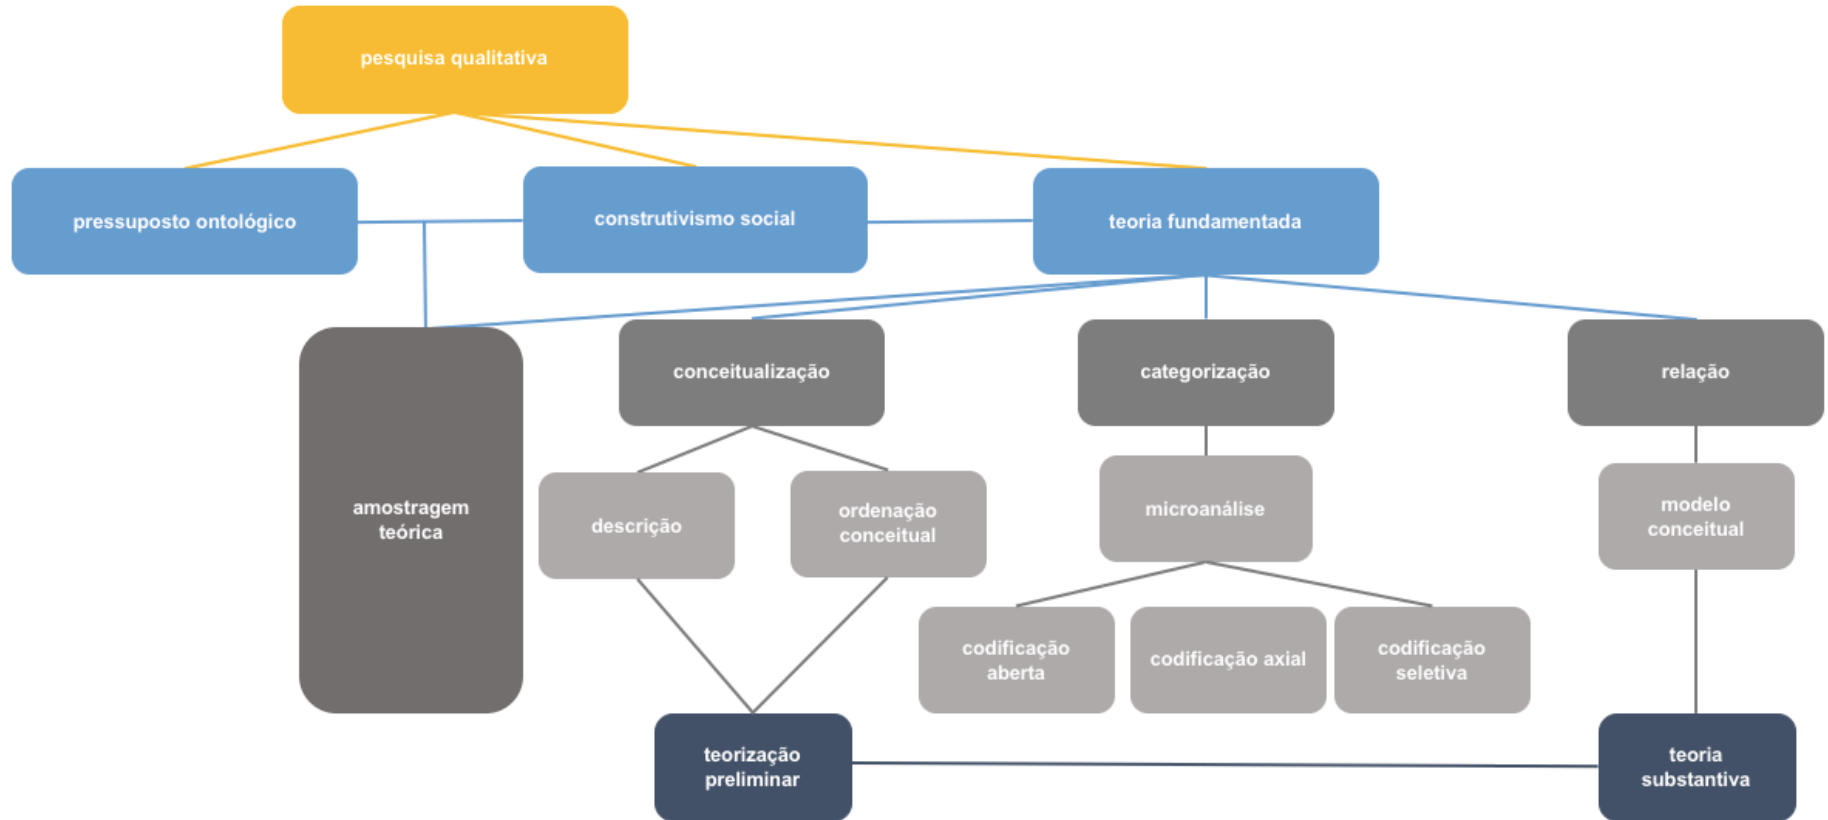 pesquisa qualitativa
pressuposto ontológico
construtivismo social
teoria fundamentada
conceitualização
categorização
relação
amostragem
teórica
descrição
ordenação
conceitual
microanálise
modelo
conceitual
codificação
aberta
codificação axial
codificação
seletiva
teorização
preliminar
teoria
substantiva